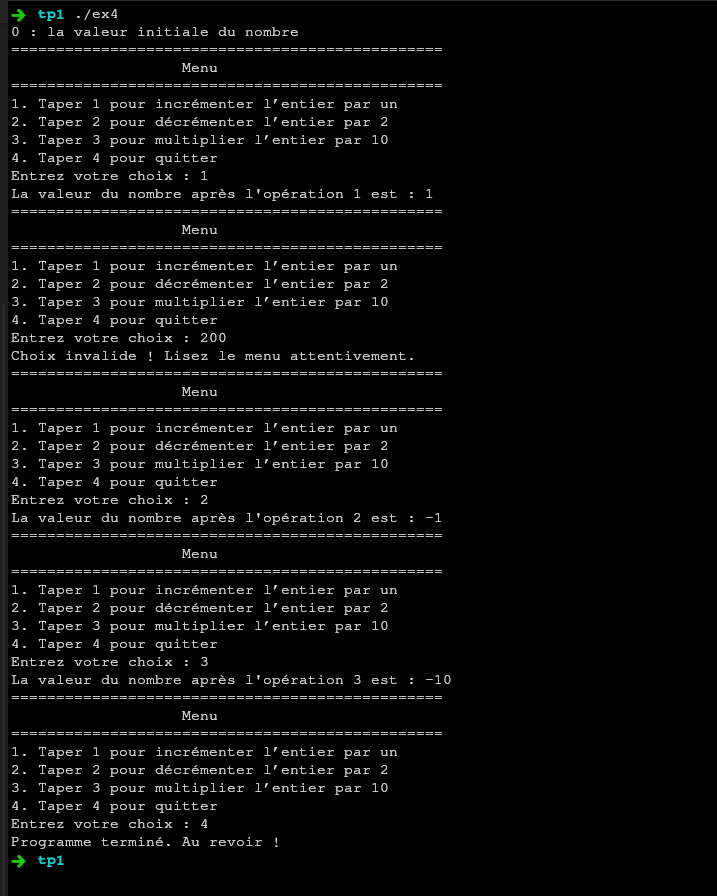 ➜ tp1 ./ex4
0 : la valeur initiale du nombre
================================================
Menu
================================================
1. Taper 1 pour incrémenter l’entier par un
2. Taper 2 pour décrémenter l’entier par 2
3. Taper 3 pour multiplier l’entier par 10
4. Taper 4 pour quitter
Entrez votre choix : 1
La valeur du nombre après l'opération 1 est : 1
================================================
Menu
================================================
1. Taper 1 pour incrémenter l’entier par un
2. Taper 2 pour décrémenter l’entier par 2
3. Taper 3 pour multiplier l’entier par 10
4. Taper 4 pour quitter
Entrez votre choix : 200
Choix invalide ! Lisez le menu attentivement.
================================================
Menu
================================================
1. Taper 1 pour incrémenter l’entier par un
2. Taper 2 pour décrémenter l’entier par 2
3. Taper 3 pour multiplier l’entier par 10
4. Taper 4 pour quitter
Entrez votre choix : 2
La valeur du nombre après l'opération 2 est : -1
================================================
Menu
================================================
1. Taper 1 pour incrémenter l’entier par un
2. Taper 2 pour décrémenter l’entier par 2
3. Taper 3 pour multiplier l’entier par 10
4. Taper 4 pour quitter
Entrez votre choix : 3
La valeur du nombre après l'opération 3 est : -10
================================================
Menu
================================================
1. Taper 1 pour incrémenter l’entier par un
2. Taper 2 pour décrémenter l’entier par 2
3. Taper 3 pour multiplier l’entier par 10
4. Taper 4 pour quitter
Entrez votre choix : 4
Programme terminé. Au revoir !
➜ tp1